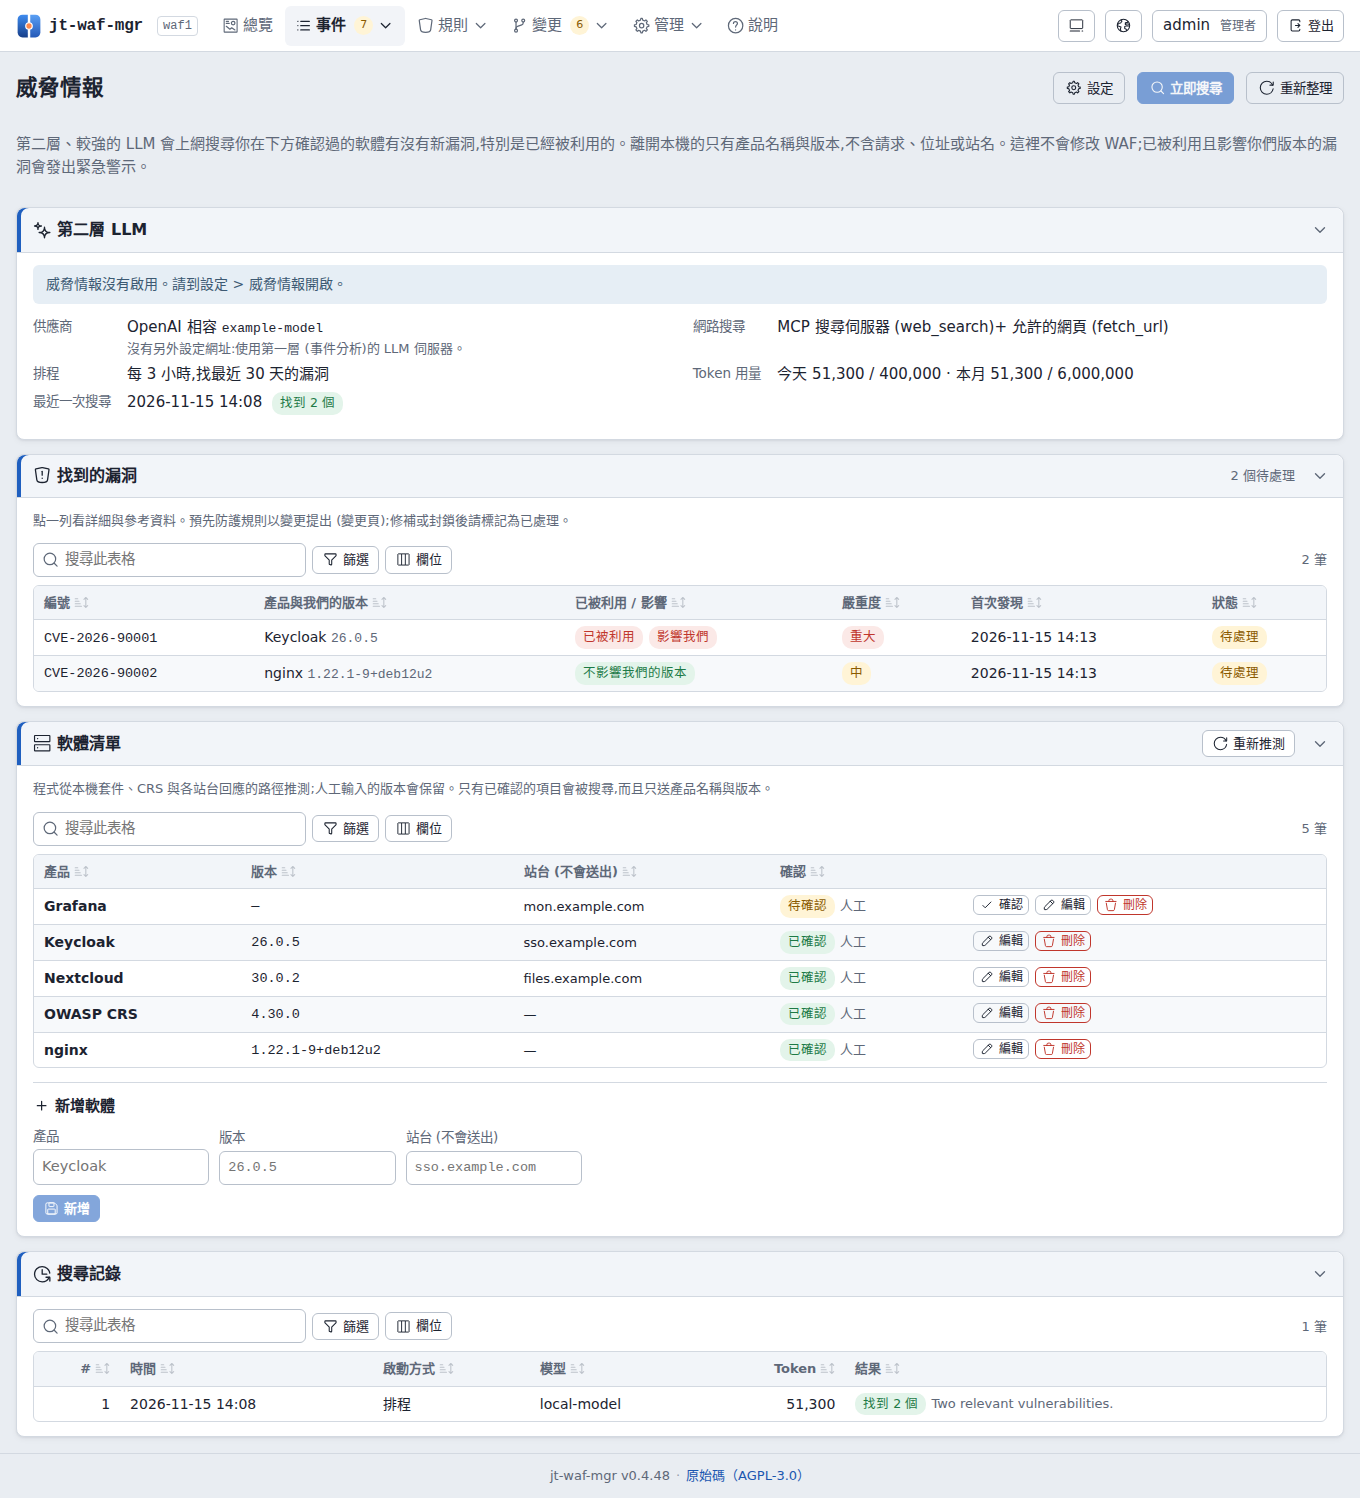 jt-waf-mgr waf1 總覽 事件 7 規則 變更 6 管理 說明 admin 管理者 登出
威脅情報 設定 立即搜尋 重新整理
第二層、較強的 LLM 會上網搜尋你在下方確認過的軟體有沒有新漏洞,特別是已經被利用的。離開本機的只有產品名稱與版本,不含請求、位址或站名。這裡不會修改 WAF;已被利用且影響你們版本的漏
洞會發出緊急警示。
第二層 LLM
威脅情報沒有啟用。請到設定 > 威脅情報開啟。
供應商 OpenAI 相容 example-model 網路搜尋 MCP 搜尋伺服器 (web_search)+ 允許的網頁 (fetch_url)
沒有另外設定網址:使用第一層 (事件分析)的 LLM 伺服器。
排程 每 3 小時,找最近 30 天的漏洞 Token 用量 今天 51,300 / 400,000 · 本月 51,300 / 6,000,000
最近一次搜尋 2026-11-15 14:08 找到 2 個
找到的漏洞 2 個待處理
點一列看詳細與參考資料。預先防護規則以變更提出 (變更頁);修補或封鎖後請標記為已處理。
搜尋此表格 篩選 欄位 2 筆
編號 產品與我們的版本 已被利用 / 影響 嚴重度 首次發現 狀態
CVE-2026-90001 Keycloak 26.0.5 已被利用 影響我們 重大 2026-11-15 14:13 待處理
CVE-2026-90002 nginx 1.22.1-9+deb12u2 不影響我們的版本 中 2026-11-15 14:13 待處理
軟體清單 重新推測
程式從本機套件、CRS 與各站台回應的路徑推測;人工輸入的版本會保留。只有已確認的項目會被搜尋,而且只送產品名稱與版本。
搜尋此表格 篩選 欄位 5 筆
產品 版本 站台 (不會送出) 確認
Grafana — mon.example.com 待確認 人工 確認 編輯 刪除
Keycloak 26.0.5 sso.example.com 已確認 人工 編輯 刪除
Nextcloud 30.0.2 files.example.com 已確認 人工 編輯 刪除
OWASP CRS 4.30.0 — 已確認 人工 編輯 刪除
nginx 1.22.1-9+deb12u2 — 已確認 人工 編輯 刪除
新增軟體
產品 版本 站台 (不會送出)
Keycloak 26.0.5 sso.example.com
新增
搜尋記錄
搜尋此表格 篩選 欄位 1 筆
# 時間 啟動方式 模型 Token 結果
1 2026-11-15 14:08 排程 local-model 51,300 找到 2 個 Two relevant vulnerabilities.
jt-waf-mgr v0.4.48 · 原始碼（AGPL-3.0）